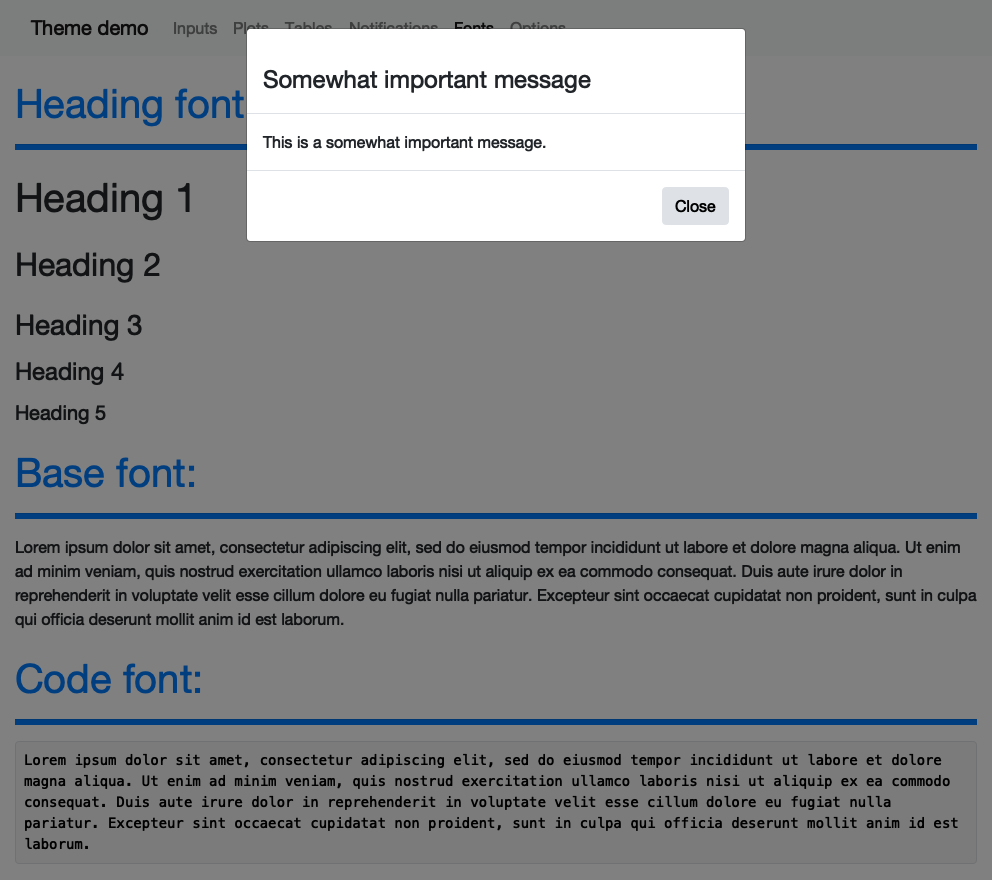 Theme demo Inputs Plots Tables Notifications Fonts Options
Somewhat important message
This is a somewhat important message.
Close
Heading font
Heading 1
Heading 2
Heading 3
Heading 4
Heading 5
Base font:
Lorem ipsum dolor sit amet, consectetur adipiscing elit, sed do eiusmod tempor incididunt ut labore et dolore magna aliqua. Ut enim
ad minim veniam, quis nostrud exercitation ullamco laboris nisi ut aliquip ex ea commodo consequat. Duis aute irure dolor in
reprehenderit in voluptate velit esse cillum dolore eu fugiat nulla pariatur. Excepteur sint occaecat cupidatat non proident, sunt in culpa
qui officia deserunt mollit anim id est laborum.
Code font:
Lorem ipsum dolor sit amet, consectetur adipiscing elit, sed do eiusmod tempor incididunt ut labore et dolore
magna aliqua. Ut enim ad minim veniam, quis nostrud exercitation ullamco laboris nisi ut aliquip ex ea commodo
consequat. Duis aute irure dolor in reprehenderit in voluptate velit esse cillum dolore eu fugiat nulla
pariatur. Excepteur sint occaecat cupidatat non proident, sunt in culpa qui officia deserunt mollit anim id est
laborum.